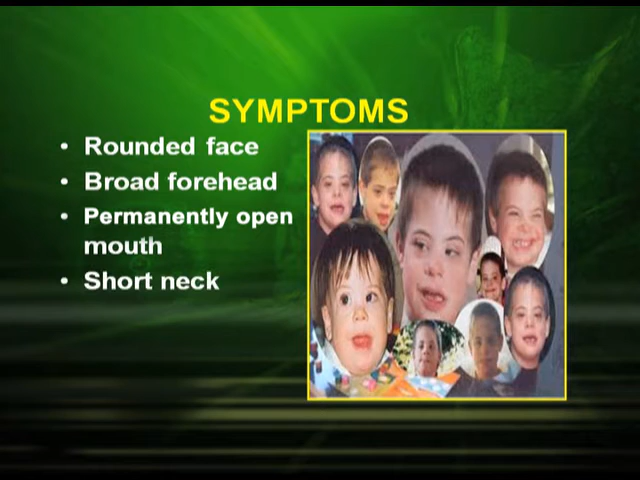 SYMPTOMS
• Rounded face
• Broad forehead
• Permanently open
mouth
• Short neck